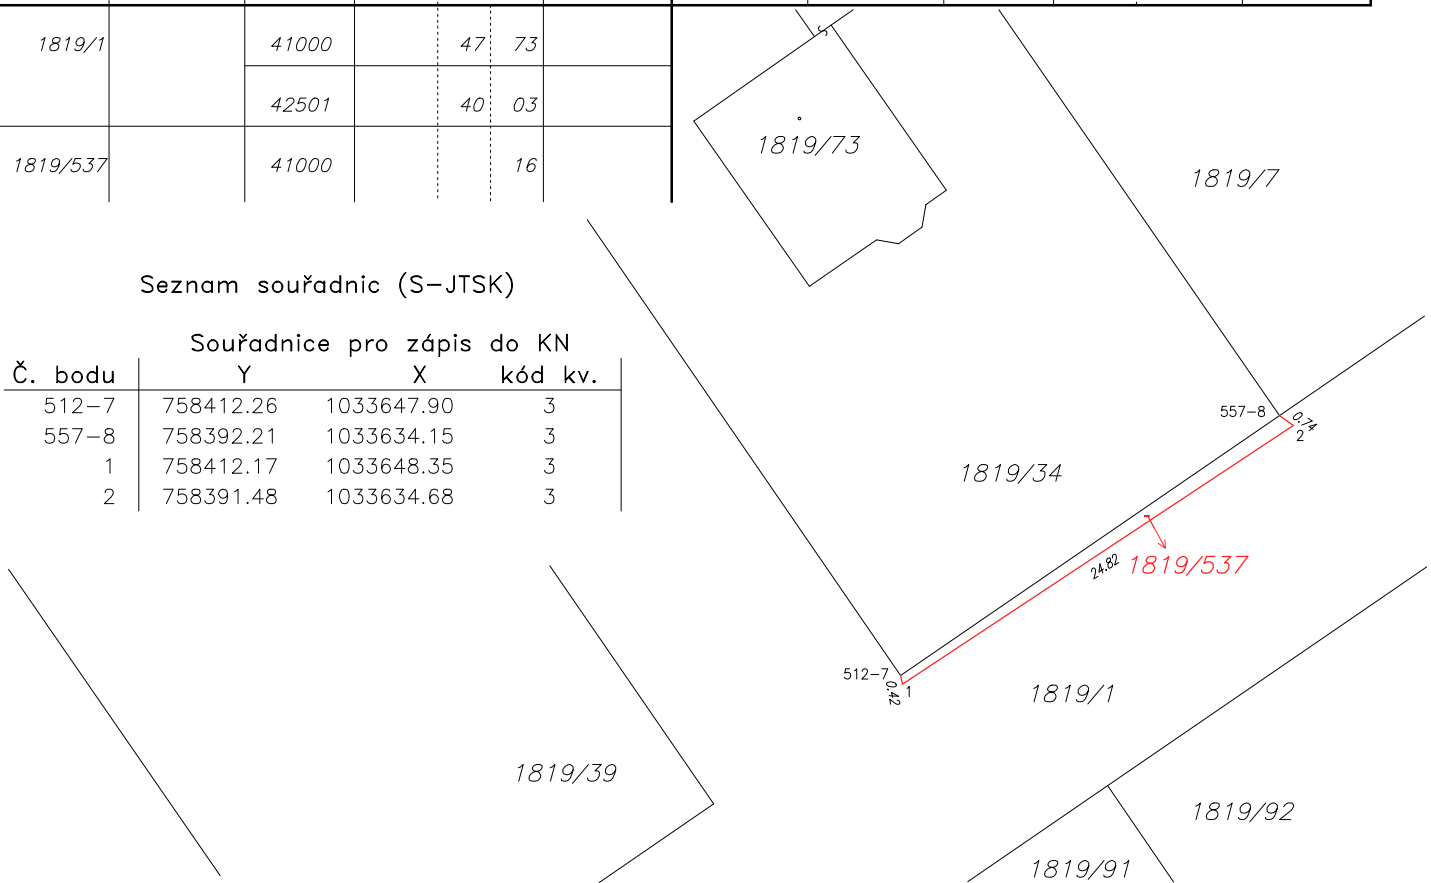 1819/1 41000 47 73
42501 40 03
1819/537 41000 16
Seznam souřadnic (S-JTSK)
Souřadnice pro zápis do KN
Č. bodu Y X kód kv.
512-7 758412.26 1033647.90 3
557-8 758392.21 1033634.15 3
1 758412.17 1033648.35 3
2 758391.48 1033634.68 3
1819/73
1819/7
557-8
0.74
2
1819/34
24.82
1819/537
512-7
0.42
1
1819/1
1819/39
1819/92
1819/91